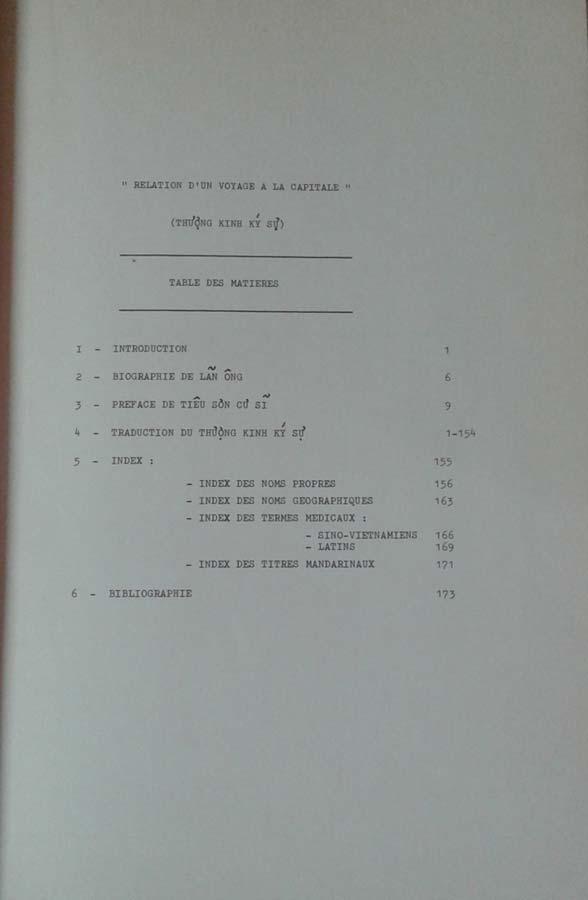 " RELATION D'UN VOYAGE A LA CAPITALE "
(THƯỢNG KINH KÝ SỰ)
TABLE DES MATIERES
I - INTRODUCTION 1
2 - BIOGRAPHIE DE LÃN ÔNG 6
3 - PREFACE DE TIÊU SƠN CƯ SĨ 9
4 - TRADUCTION DU THƯỢNG KINH KÝ SỰ 1-154
5 - INDEX : 155
- INDEX DES NOMS PROPRES 156
- INDEX DES NOMS GEOGRAPHIQUES 163
- INDEX DES TERMES MEDICAUX :
- SINO-VIETNAMIENS 166
- LATINS 169
- INDEX DES TITRES MANDARINAUX 171
6 - BIBLIOGRAPHIE 173